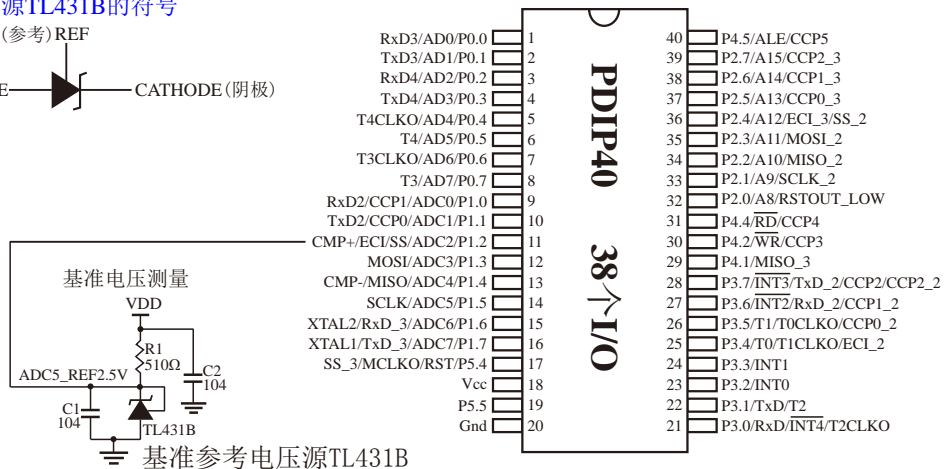 源TL431B的符号
(参考)REF
E
CATHODE(阴极)
RxD3/AD0/P0.0 1
TxD3/AD1/P0.1 2
RxD4/AD2/P0.2 3
TxD4/AD3/P0.3 4
T4CLKO/AD4/P0.4 5
T4/AD5/P0.5 6
T3CLKO/AD6/P0.6 7
T3/AD7/P0.7 8
RxD2/CCP1/ADC0/P1.0 9
TxD2/CCP0/ADC1/P1.1 10
CMP+/ECI/SS/ADC2/P1.2 11
MOSI/ADC3/P1.3 12
CMP-/MISO/ADC4/P1.4 13
SCLK/ADC5/P1.5 14
XTAL2/RxD_3/ADC6/P1.6 15
XTAL1/TxD_3/ADC7/P1.7 16
SS_3/MCLKO/RST/P5.4 17
Vcc 18
P5.5 19
Gnd 20
PDIP40 38个I/O
40 P4.5/ALE/CCP5
39 P2.7/A15/CCP2_3
38 P2.6/A14/CCP1_3
37 P2.5/A13/CCP0_3
36 P2.4/A12/ECI_3/SS_2
35 P2.3/A11/MOSI_2
34 P2.2/A10/MISO_2
33 P2.1/A9/SCLK_2
32 P2.0/A8/RSTOUT_LOW
31 P4.4/RD/CCP4
30 P4.2/WR/CCP3
29 P4.1/MISO_3
28 P3.7/INT3/TxD_2/CCP2/CCP2_2
27 P3.6/INT2/RxD_2/CCP1_2
26 P3.5/T1/T0CLKO/CCP0_2
25 P3.4/T0/T1CLKO/ECI_2
24 P3.3/INT1
23 P3.2/INT0
22 P3.1/TxD/T2
21 P3.0/RxD/INT4/T2CLKO
基准电压测量
VDD
R1
510Ω
C2
104
ADC5_REF2.5V
C1
104
TL431B
基准参考电压源TL431B